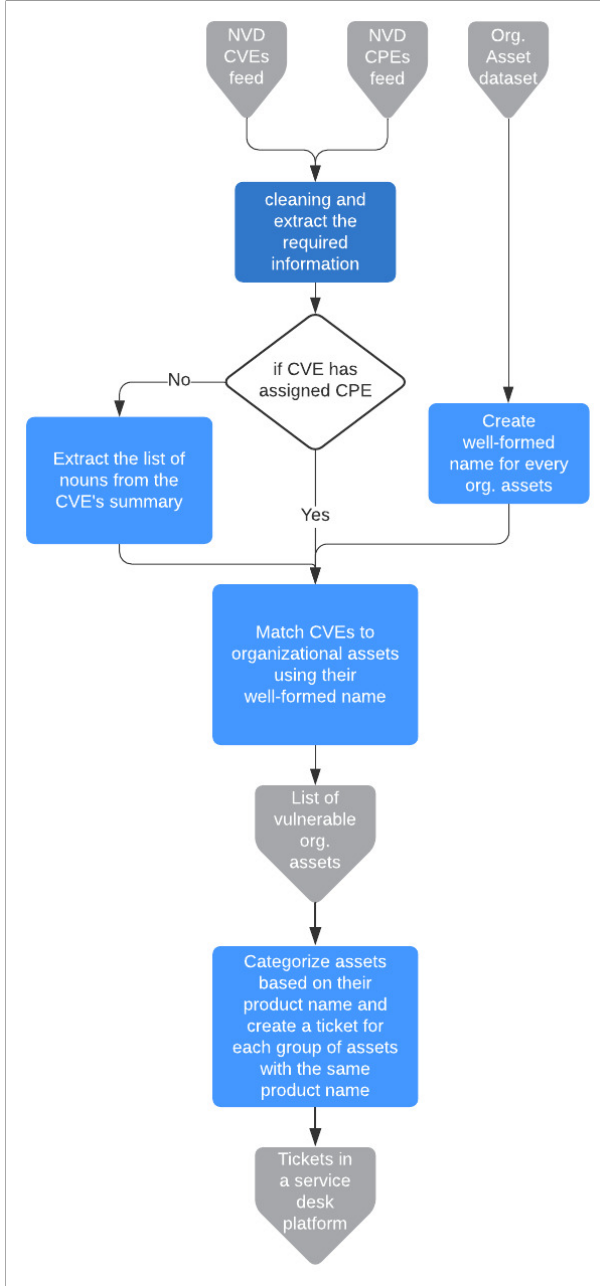 NVD
CVEs
feed
NVD
CPEs
feed
Org.
Asset
dataset
cleaning and
extract the
required
information
if CVE has
assigned CPE
No
Extract the list of
nouns from the
CVE's summary
Create
well-formed
name for every
org. assets
Yes
Match CVEs to
organizational assets
using their
well-formed name
List of
vulnerable
org.
assets
Categorize assets
based on their
product name and
create a ticket for
each group of assets
with the same
product name
Tickets in
a service
desk
platform